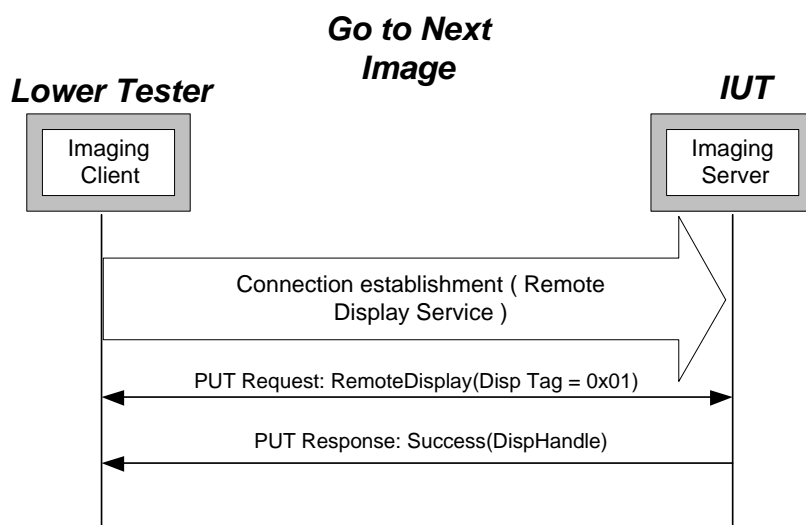 Go to Next
Image
Lower Tester
IUT
Imaging
Client
Imaging
Server
Connection establishment ( Remote
Display Service )
PUT Request: RemoteDisplay(Disp Tag = 0x01)
PUT Response: Success(DispHandle)